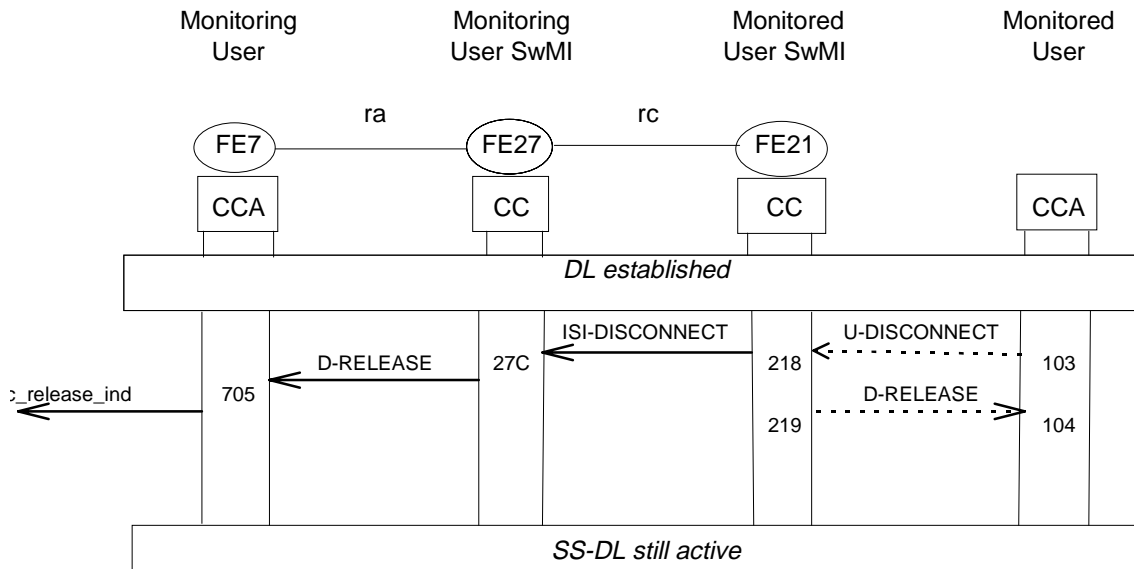 Monitoring User
Monitoring User SwMI
Monitored User SwMI
Monitored User
ra
rc
FE7
FE27
FE21
CCA
CC
CC
CCA
DL established
ISI-DISCONNECT
U-DISCONNECT
D-RELEASE
27C
218
103
c_release_ind
705
D-RELEASE
219
104
SS-DL still active